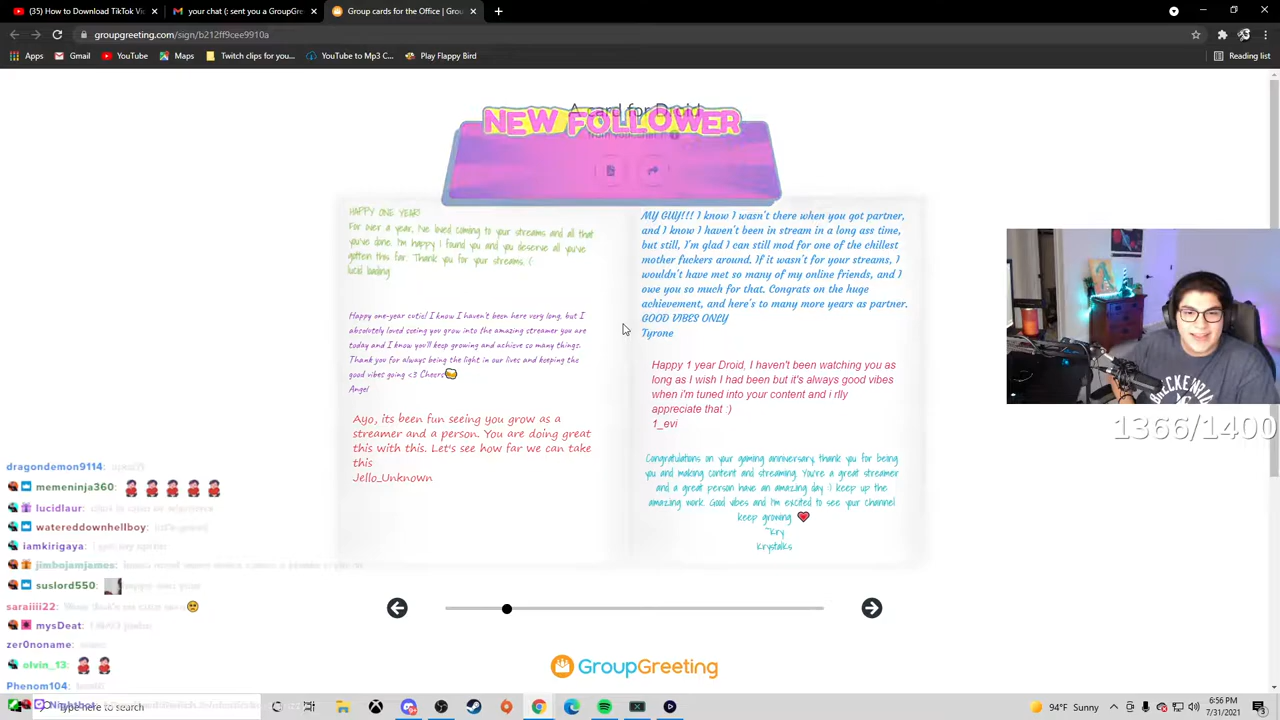 (35) How to Download TikTok Vi
your chat (: sent you a GroupGre
Group Cards for the Office | Grou
groupgreeting.com/sign/b212ff9cee9910a
Apps
Gmail
YouTube
Maps
Twitch clips for you...
YouTube to Mp3 C...
Play Flappy Bird
Reading list
A card for Droid
NEW FOLLOWER
HAPPY ONE YEAR!
For over a year, I've loved coming to your streams and all that
you've done. I'm happy I found you and you deserve all you've
gotten this far. Thank you for your streams. (:
lucid loading
Happy one-year cutie! I know I haven't been here very long, but I
absolutely loved seeing you grow into the amazing streamer you are
today and I know you'll keep growing and achieve so many things.
Thank you for always being the light in our lives and keeping the
good vibes going <3 Cheers🍻
Angel
Ayo, its been fun seeing you grow as a
streamer and a person. You are doing great
this with this. Let's see how far we can take
this
Jello_Unknown
MY GUY!!! I know I wasn't there when you got partner,
and I know I haven't been in stream in a long ass time,
but still, I'm glad I can still mod for one of the chillest
mother fuckers around. If it wasn't for your streams, I
wouldn't have met so many of my online friends, and I
owe you so much for that. Congrats on the huge
achievement, and here's to many more years as partner.
GOOD VIBES ONLY
Tyrone
Happy 1 year Droid, I haven't been watching you as
long as I wish I had been but it's always good vibes
when i'm tuned into your content and i rlly
appreciate that :)
1_evi
Congratulations on your gaming anniversary, thank you for being
you and making content and streaming. You're a great streamer
and a great person have an amazing day :) keep up the
amazing work. Good vibes and I'm excited to see your channel
keep growing ❤
~Kry
Krystalks
1366/1400
dragondemon9114:
memeninja360:
lucidlaur:
watereddownhellboy:
iamkirigaya:
jimbojamjames:
suslord550:
saraiiii22:
mysDeat:
zer0noname:
olvin_13:
Phenom104:
Nightbot:
GroupGreeting
Type here to search
94°F Sunny
6:56 PM
7/31/2021
3